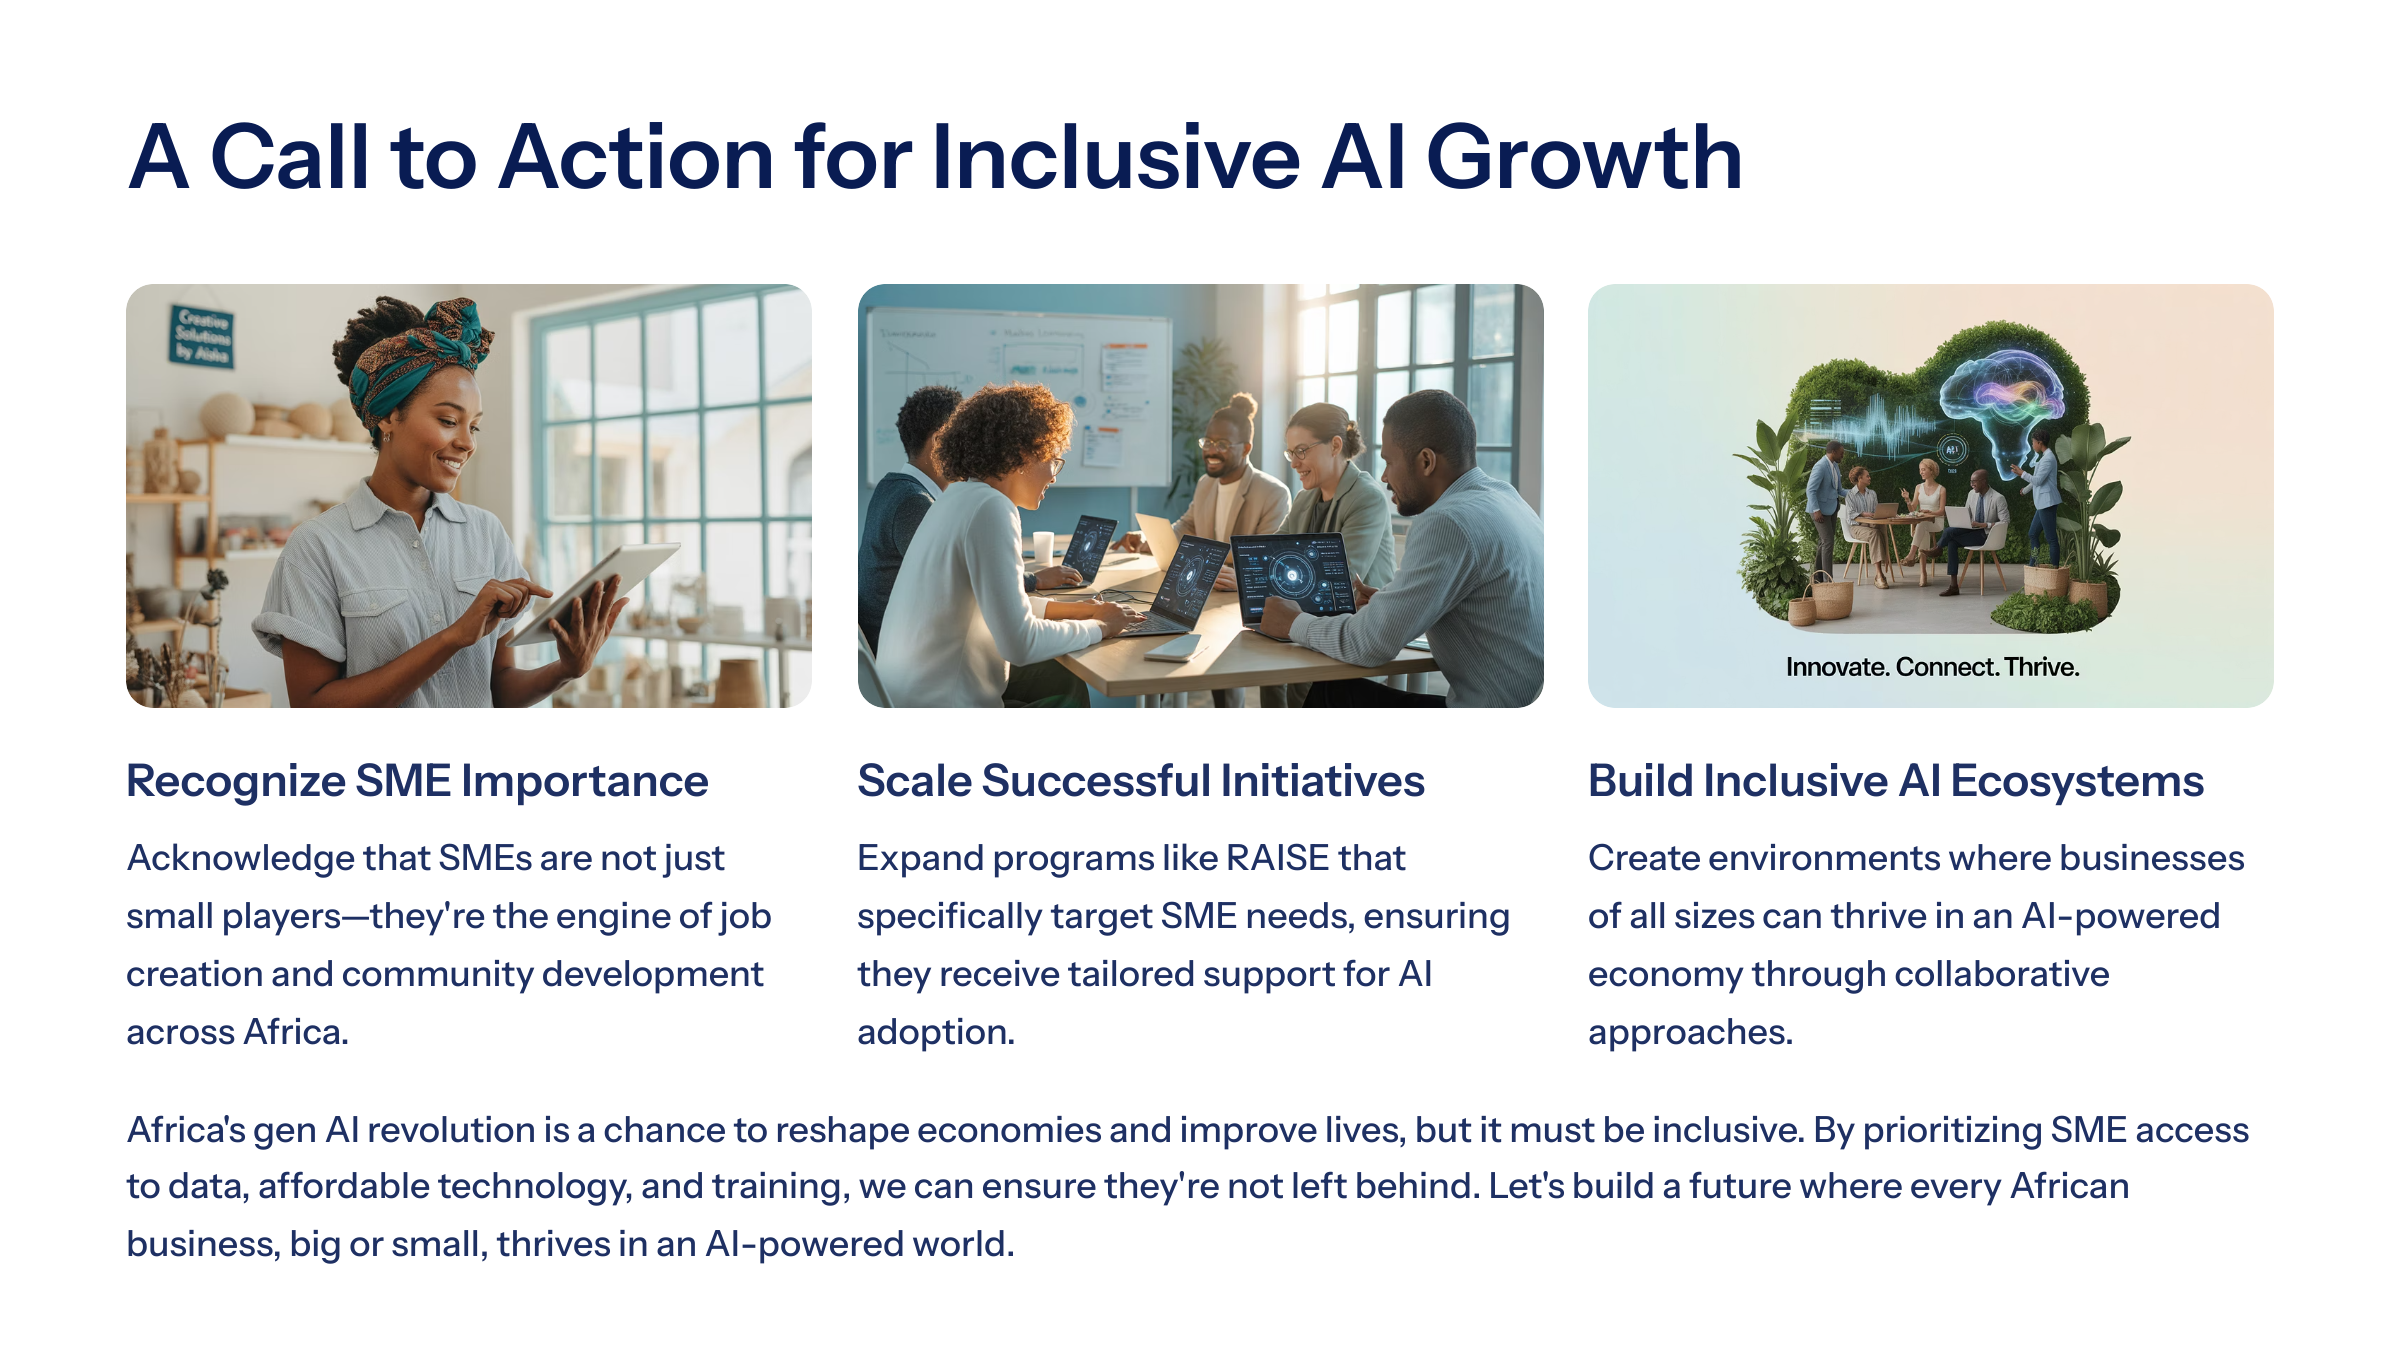 A Call to Action for Inclusive AI Growth
Creative
Solutions
by Aisha
Innovate. Connect. Thrive.
Recognize SME Importance
Acknowledge that SMEs are not just
small players—they're the engine of job
creation and community development
across Africa.
Scale Successful Initiatives
Expand programs like RAISE that
specifically target SME needs, ensuring
they receive tailored support for AI
adoption.
Build Inclusive AI Ecosystems
Create environments where businesses
of all sizes can thrive in an AI-powered
economy through collaborative
approaches.
Africa's gen AI revolution is a chance to reshape economies and improve lives, but it must be inclusive. By prioritizing SME access
to data, affordable technology, and training, we can ensure they're not left behind. Let's build a future where every African
business, big or small, thrives in an AI-powered world.